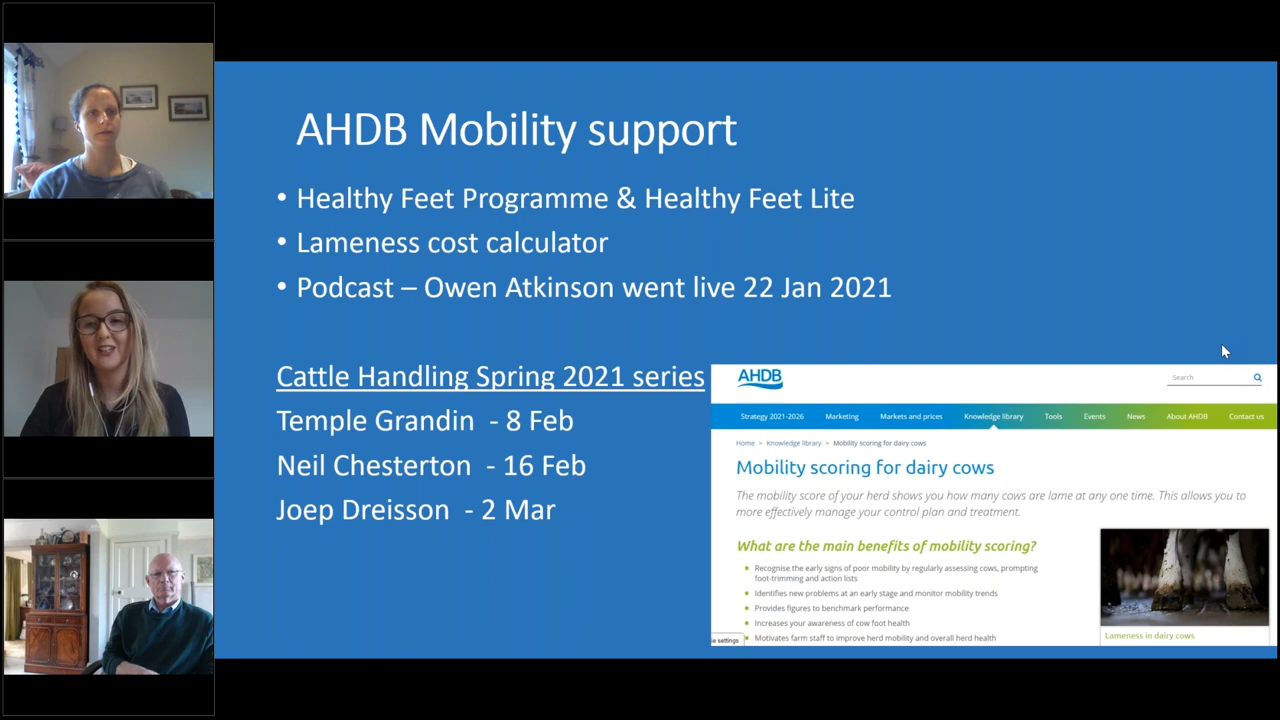 AHDB Mobility support
• Healthy Feet Programme & Healthy Feet Lite
• Lameness cost calculator
• Podcast – Owen Atkinson went live 22 Jan 2021
Cattle Handling Spring 2021 series
Temple Grandin - 8 Feb
Neil Chesterton - 16 Feb
Joep Dreisson - 2 Mar
AHDB
Search
Strategy 2021-2026 Marketing Markets and prices Knowledge library Tools Events News About AHDB Contact us
Home > Knowledge library > Mobility scoring for dairy cows
Mobility scoring for dairy cows
The mobility score of your herd shows you how many cows are lame at any one time. This allows you to
more effectively manage your control plan and treatment.
What are the main benefits of mobility scoring?
Recognise the early signs of poor mobility by regularly assessing cows, prompting
foot-trimming and action lists
Identifies new problems at an early stage and monitor mobility trends
Provides figures to benchmark performance
Increases your awareness of cow foot health
Motivates farm staff to improve herd mobility and overall herd health
Lameness in dairy cows
settings